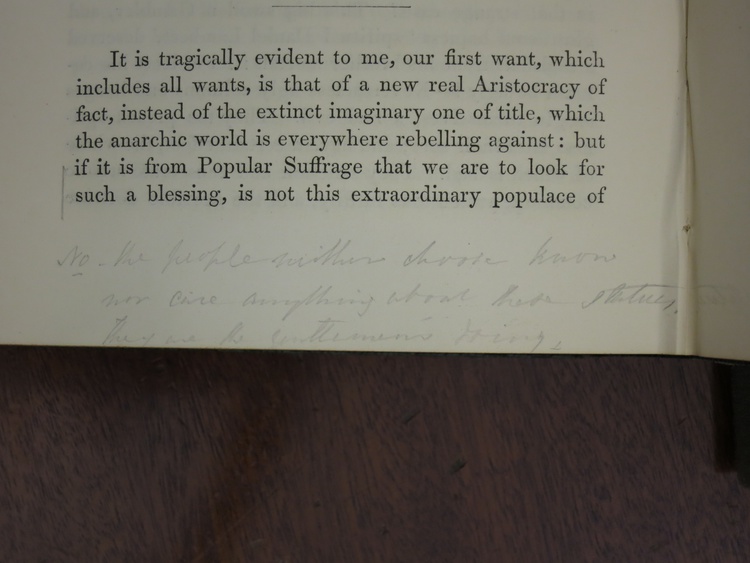 It is tragically evident to me, our first want, which
includes all wants, is that of a new real Aristocracy of
fact, instead of the extinct imaginary one of title, which
the anarchic world is everywhere rebelling against: but
if it is from Popular Suffrage that we are to look for
such a blessing, is not this extraordinary populace of
No. the people neither choose know
nor care anything about these statues.
they are the gentlemen's doing.